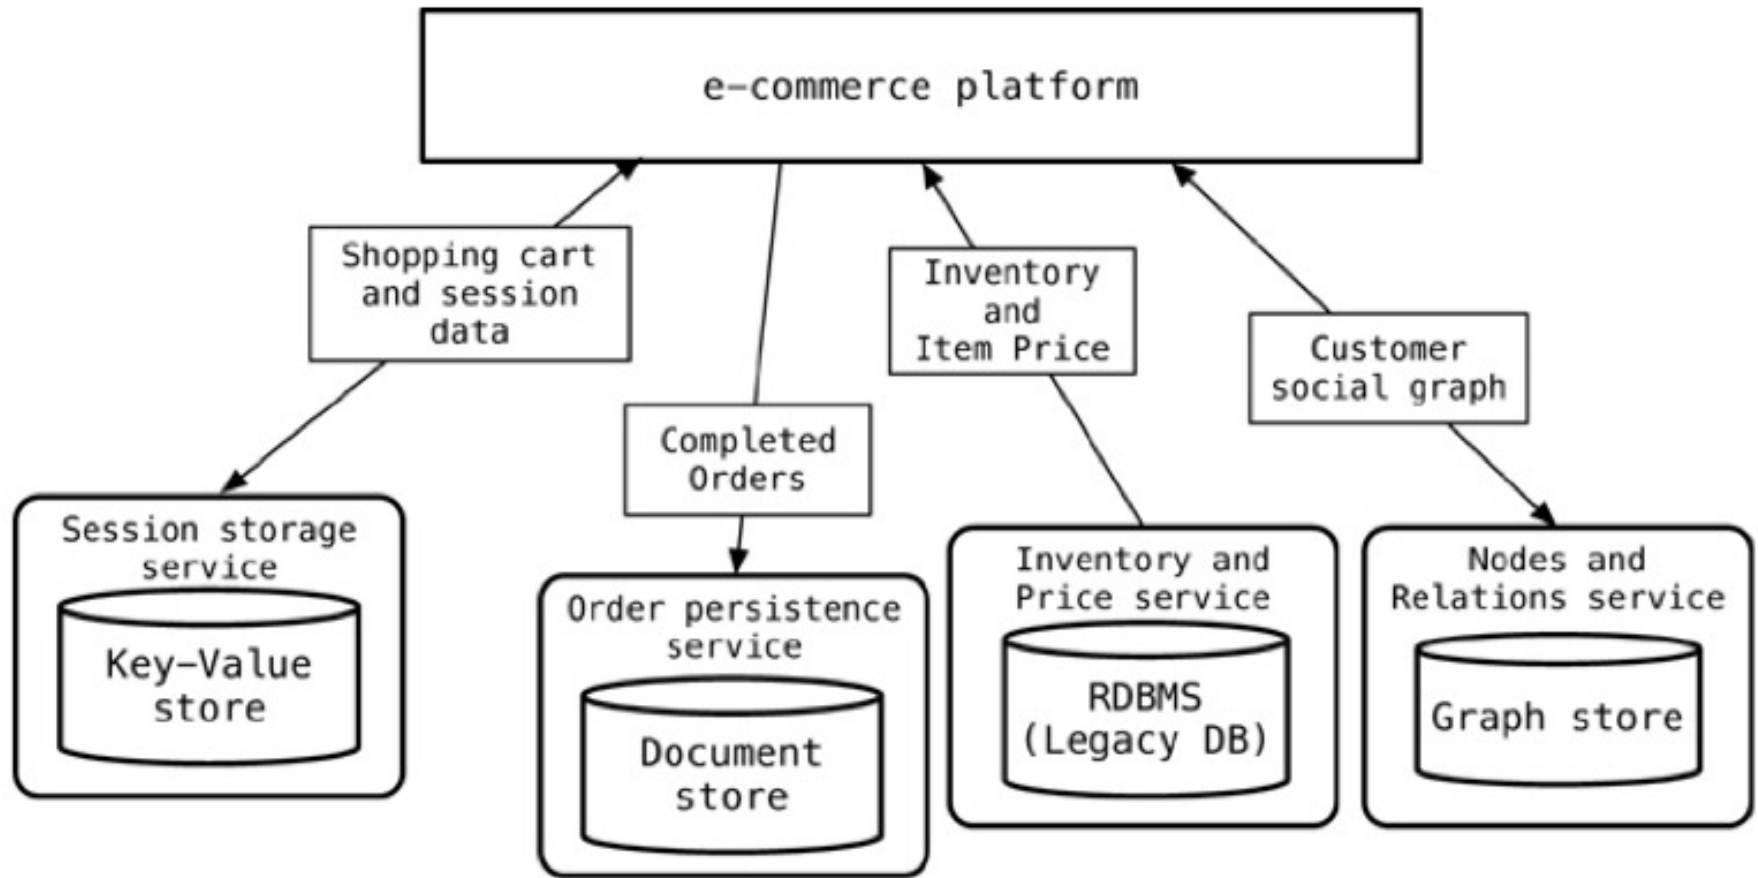 e-commerce platform
Shopping cart
and session
data
Completed
Orders
Inventory
and
Item Price
Customer
social graph
Session storage
service
Key-Value
store
Order persistence
service
Document
store
Inventory and
Price service
RDBMS
(Legacy DB)
Nodes and
Relations service
Graph store